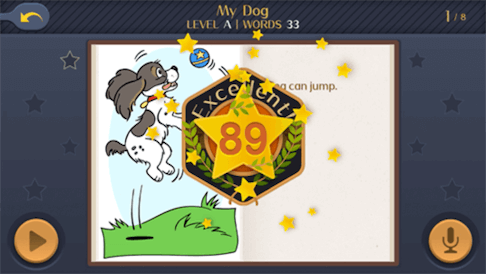 My Dog
LEVEL A | WORDS 33
1 / 8
can jump.
Excellent!
89